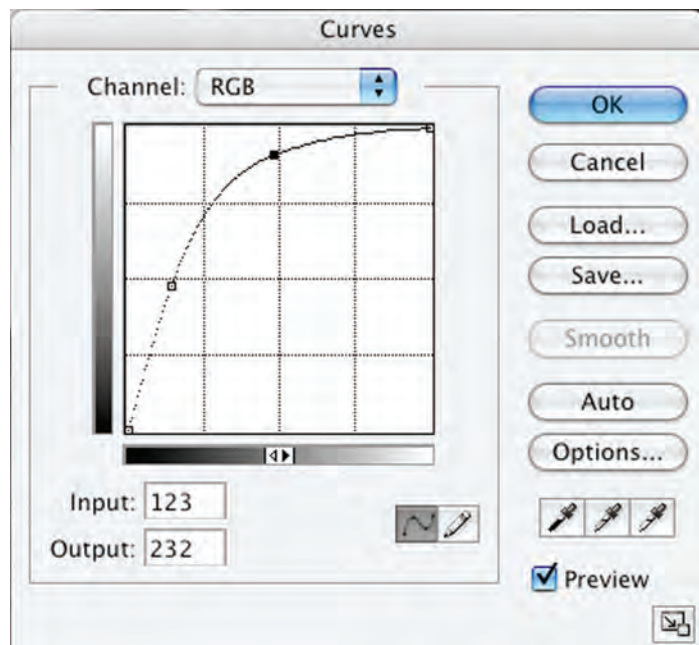 Curves
Channel: RGB
OK
Cancel
Load...
Save...
Smooth
Auto
Options...
Input: 123
Output: 232
Preview